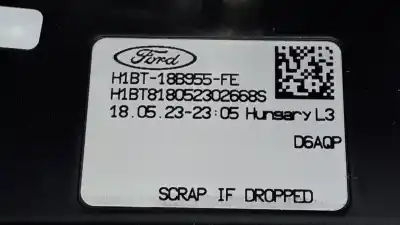 Ford
H1BT-18B955-FE
H1BT818052302668S
18.05.23-23:05 Hungary L3
D6AQP
SCRAP IF DROPPED